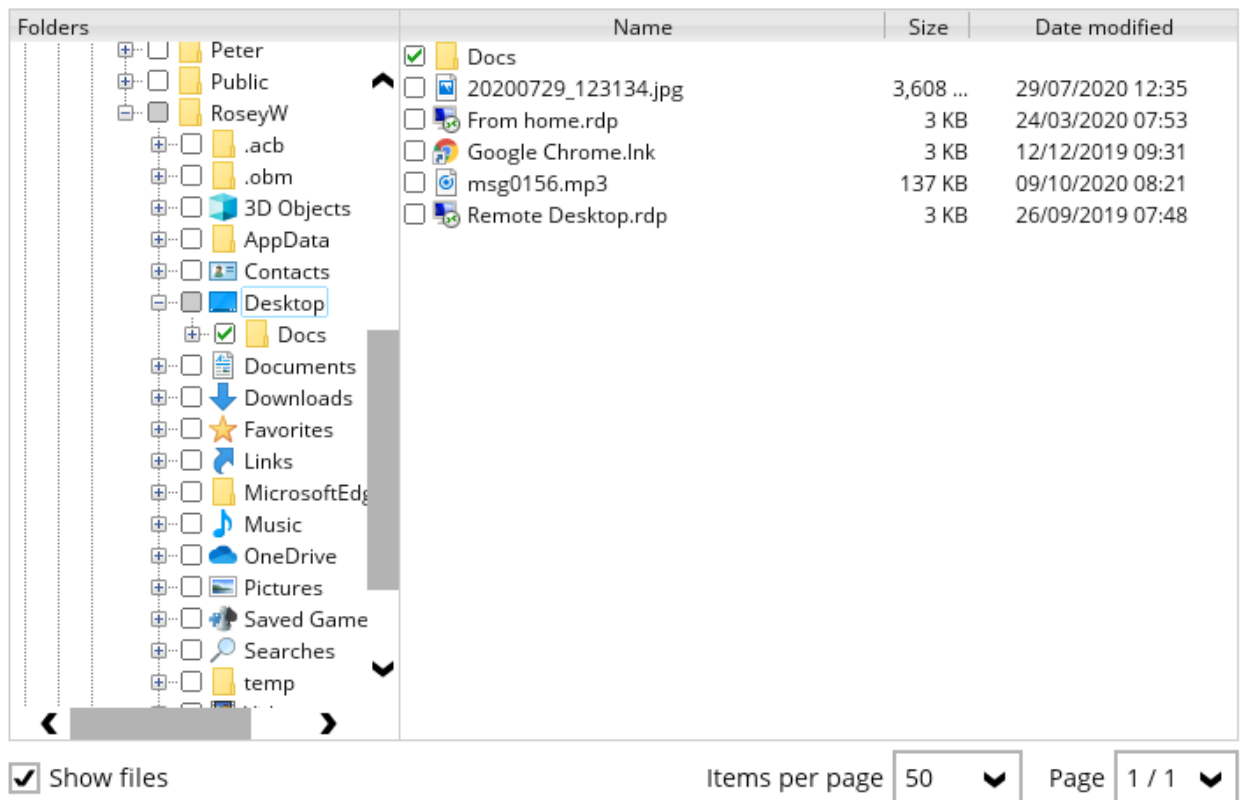 Folders
Name Size Date modified
Peter
Public
RoseyW
.acb
.obm
3D Objects
AppData
Contacts
Desktop
Docs
Documents
Downloads
Favorites
Links
MicrosoftEdg
Music
OneDrive
Pictures
Saved Game
Searches
temp
Docs
20200729_123134.jpg 3,608 ... 29/07/2020 12:35
From home.rdp 3 KB 24/03/2020 07:53
Google Chrome.lnk 3 KB 12/12/2019 09:31
msg0156.mp3 137 KB 09/10/2020 08:21
Remote Desktop.rdp 3 KB 26/09/2019 07:48
Show files Items per page 50 Page 1 / 1